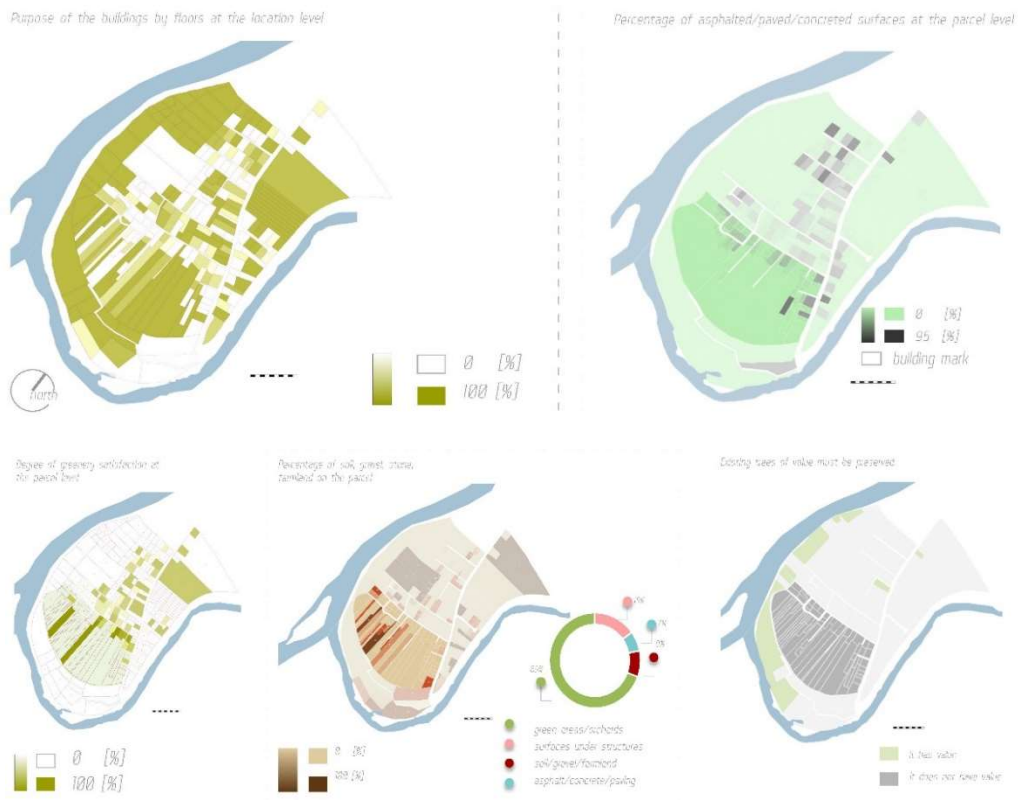 Purpose of the buildings by floors at the location level
Percentage of asphalted/paved/concreted surfaces at the parcel level
0 [%]
100 [%]
north
0 [%]
95 [%]
building mark
Degree of greenery satisfaction at
the parcel level
Percentage of soil, gravel, stone,
farmland on the parcel
Existing trees of value must be preserved
0 [%]
100 [%]
0 [%]
100 [%]
green areas/orchards
surfaces under structures
soil/gravel/farmland
asphalt/concrete/paving
It has value
It does not have value